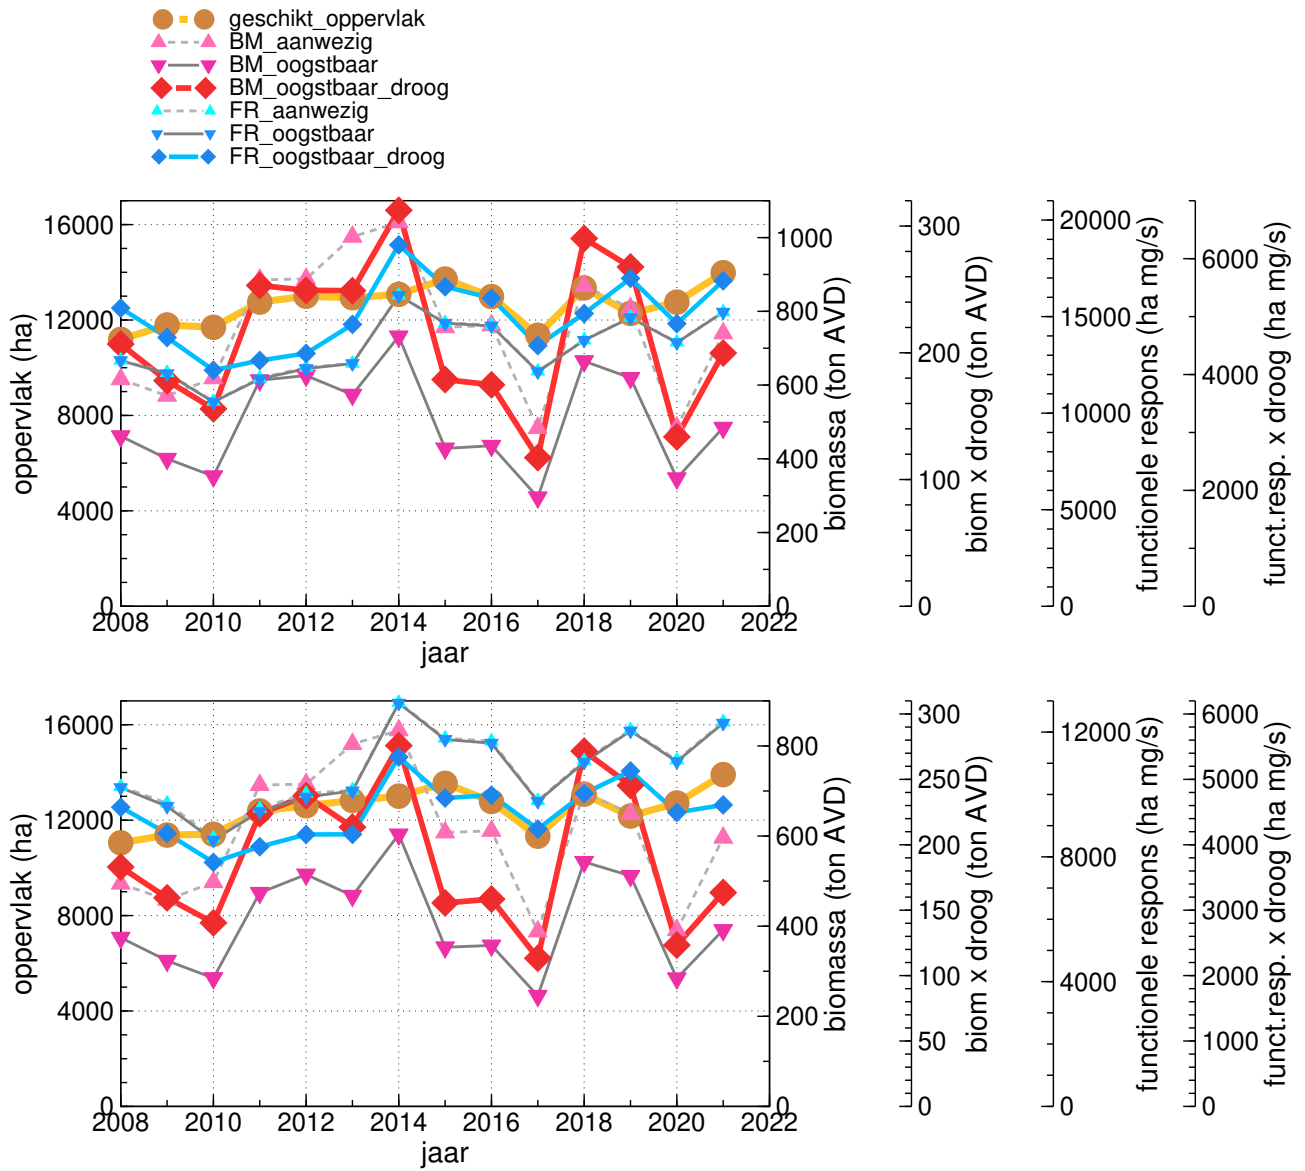 geschikt_oppervlak
BM_aanwezig
BM_oogstbaar
BM_oogstbaar_droog
FR_aanwezig
FR_oogstbaar
FR_oogstbaar_droog
0
4000
8000
12000
16000
oppervlak (ha)
2008 2010 2012 2014 2016 2018 2020 2022
jaar
0
200
400
600
800
1000
biomassa (ton AVD)
0
100
200
300
biom x droog (ton AVD)
0
5000
10000
15000
20000
functionele respons (ha mg/s)
0
2000
4000
6000
funct.resp. x droog (ha mg/s)
0
4000
8000
12000
16000
oppervlak (ha)
2008 2010 2012 2014 2016 2018 2020 2022
jaar
0
200
400
600
800
biomassa (ton AVD)
0
50
100
150
200
250
300
biom x droog (ton AVD)
0
4000
8000
12000
functionele respons (ha mg/s)
0
1000
2000
3000
4000
5000
6000
funct.resp. x droog (ha mg/s)